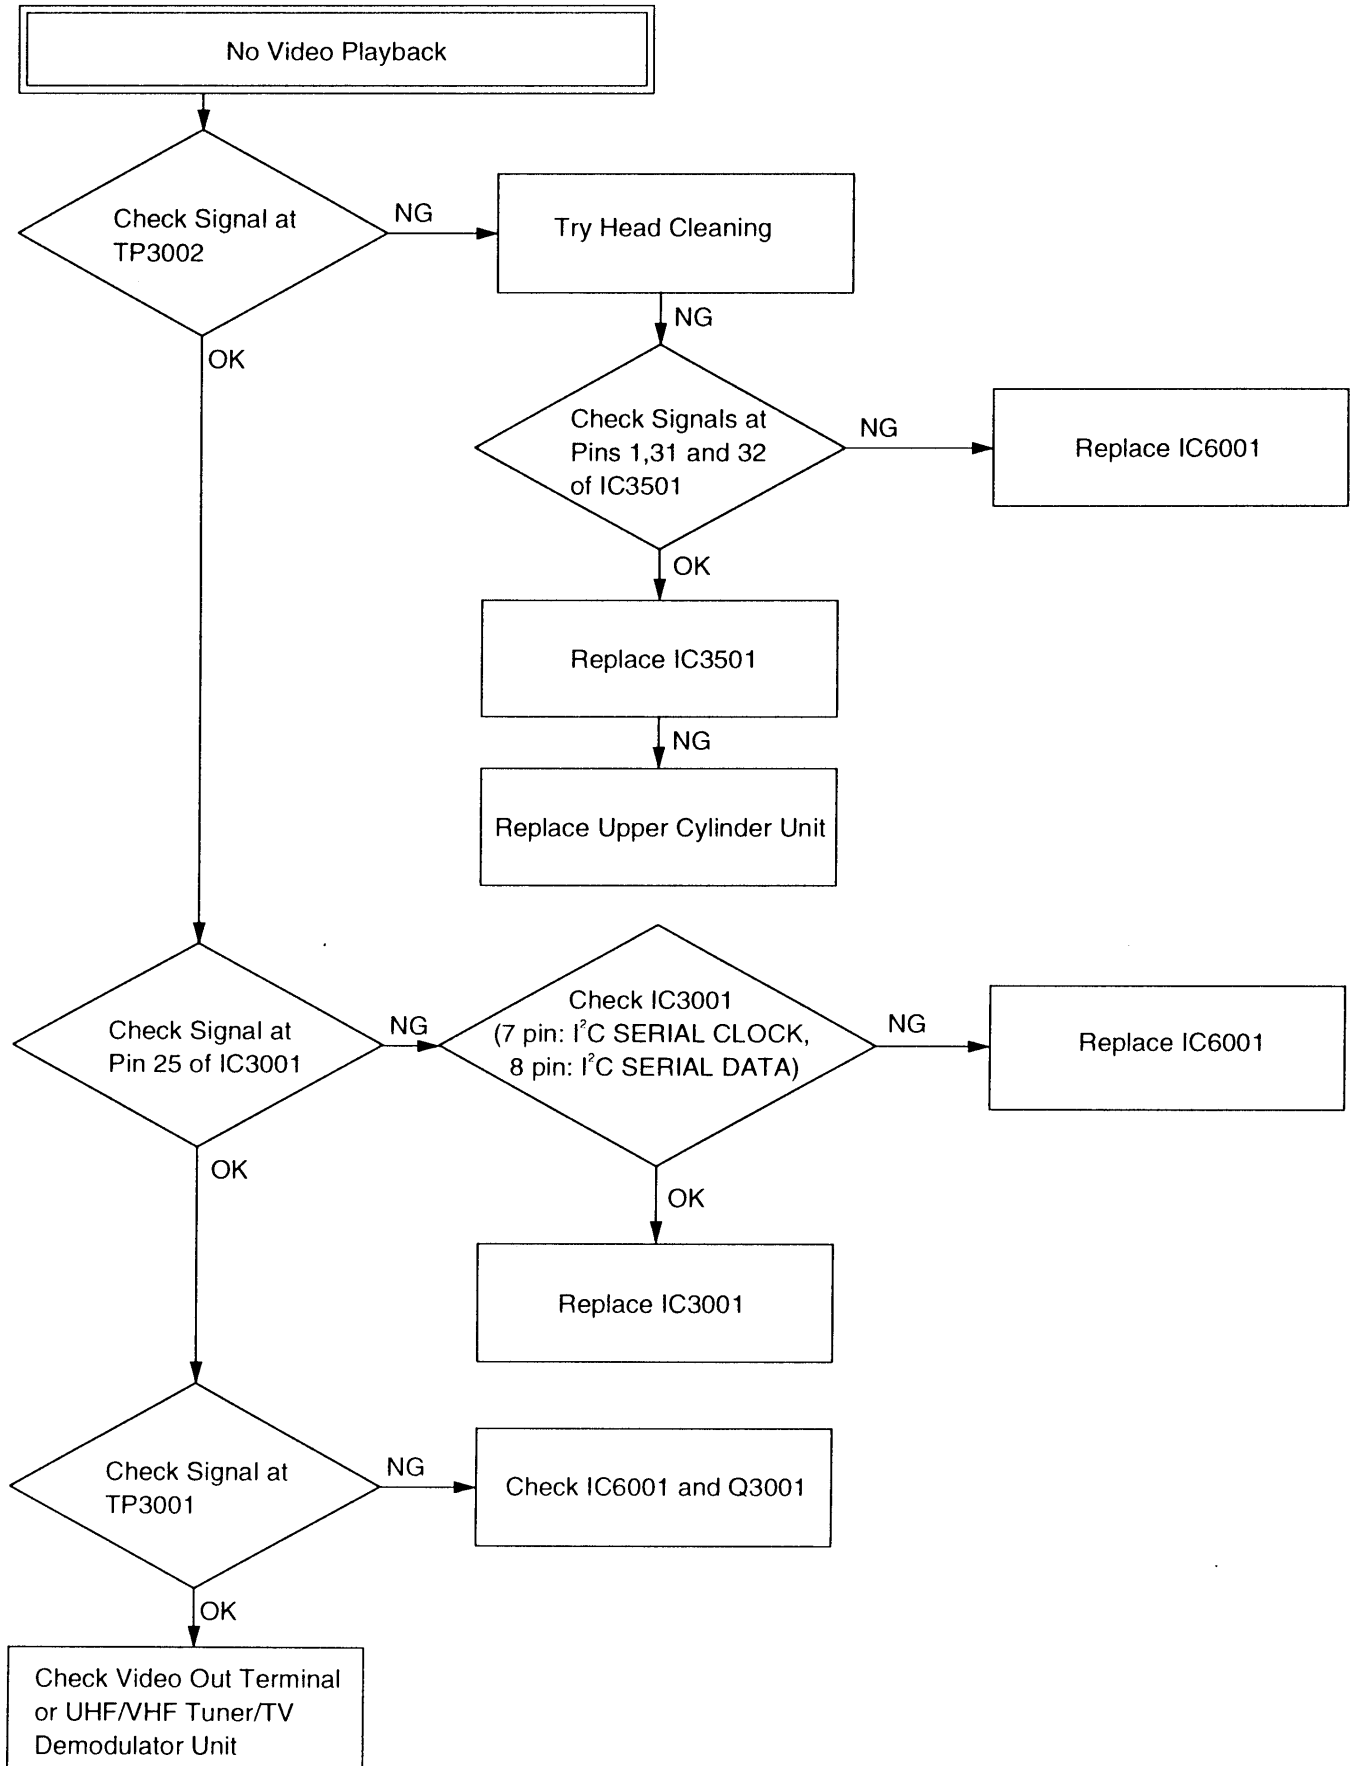 No Video Playback
Check Signal at
TP3002
NG
Try Head Cleaning
NG
OK
Check Signals at
Pins 1,31 and 32
of IC3501
NG
Replace IC6001
OK
Replace IC3501
NG
Replace Upper Cylinder Unit
Check Signal at
Pin 25 of IC3001
NG
Check IC3001
(7 pin: I²C SERIAL CLOCK,
8 pin: I²C SERIAL DATA)
NG
Replace IC6001
OK
OK
Replace IC3001
Check Signal at
TP3001
NG
Check IC6001 and Q3001
OK
Check Video Out Terminal
or UHF/VHF Tuner/TV
Demodulator Unit